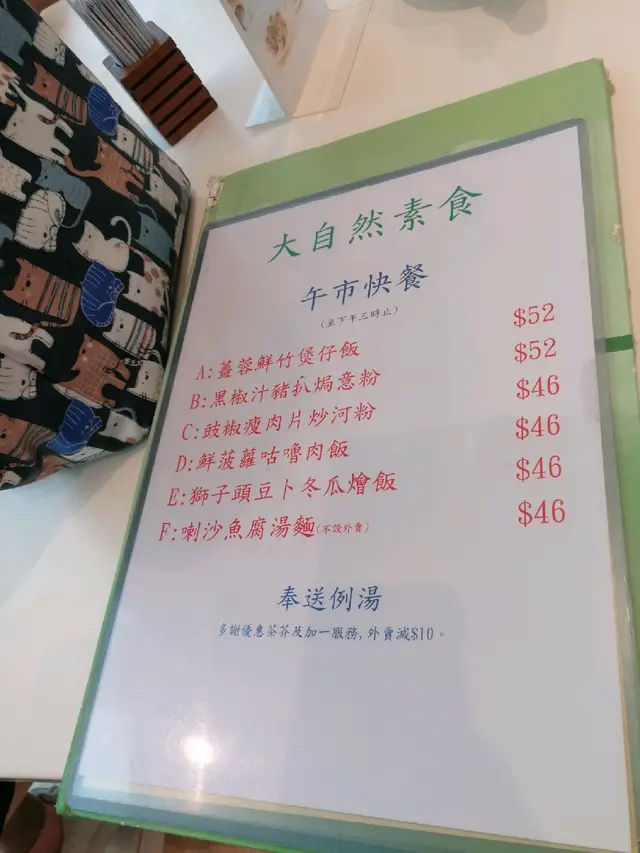 大自然素食
午市快餐
(至下午三時止)
A:薑蓉鮮竹煲仔飯 $52
B:黑椒汁豬扒焗意粉 $52
C:豉椒瘦肉片炒河粉 $46
D:鮮菠蘿咕嚕肉飯 $46
E:獅子頭豆卜冬瓜燴飯 $46
F:喇沙魚腐湯麵(不設外賣) $46
奉送例湯
多謝優惠茶芥及加一服務,外賣減$10。